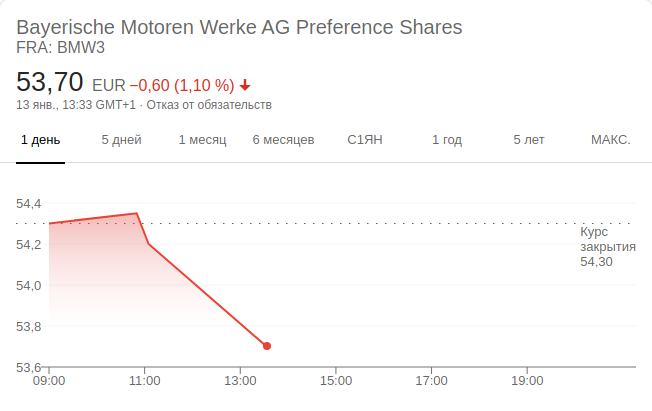 Bayerische Motoren Werke AG Preference Shares
FRA: BMW3
53,70 EUR −0,60 (1,10 %)
13 янв., 13:33 GMT+1 · Отказ от обязательств
1 день 5 дней 1 месяц 6 месяцев С1ЯН 1 год 5 лет МАКС.
54,4
Курс
закрытия
54,30
54,2
54,0
53,8
53,6
09:00 11:00 13:00 15:00 17:00 19:00